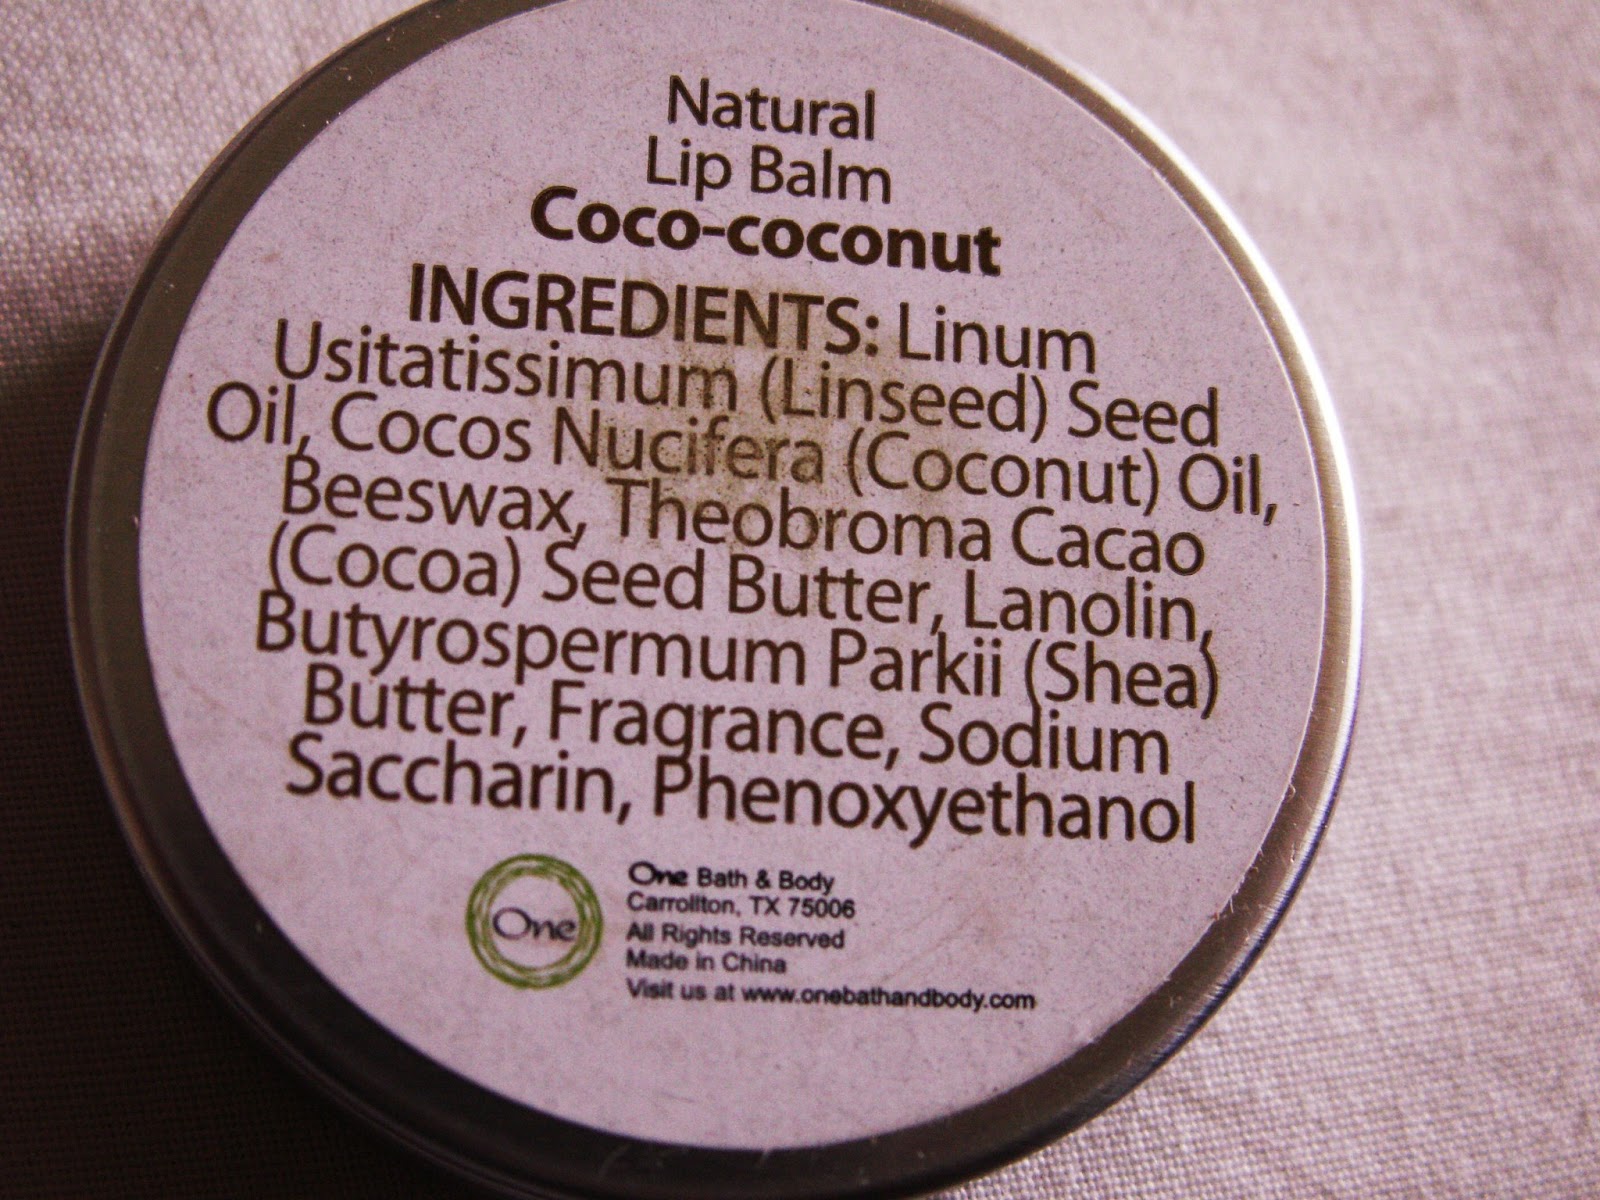 Natural
Lip Balm
Coco-coconut
INGREDIENTS: Linum
Usitatissimum (Linseed) Seed
Oil, Cocos Nucifera (Coconut) Oil,
Beeswax, Theobroma Cacao
(Cocoa) Seed Butter, Lanolin,
Butyrospermum Parkii (Shea)
Butter, Fragrance, Sodium
Saccharin, Phenoxyethanol
One
One Bath & Body
Carrollton, TX 75006
All Rights Reserved
Made in China
Visit us at www.onebathandbody.com